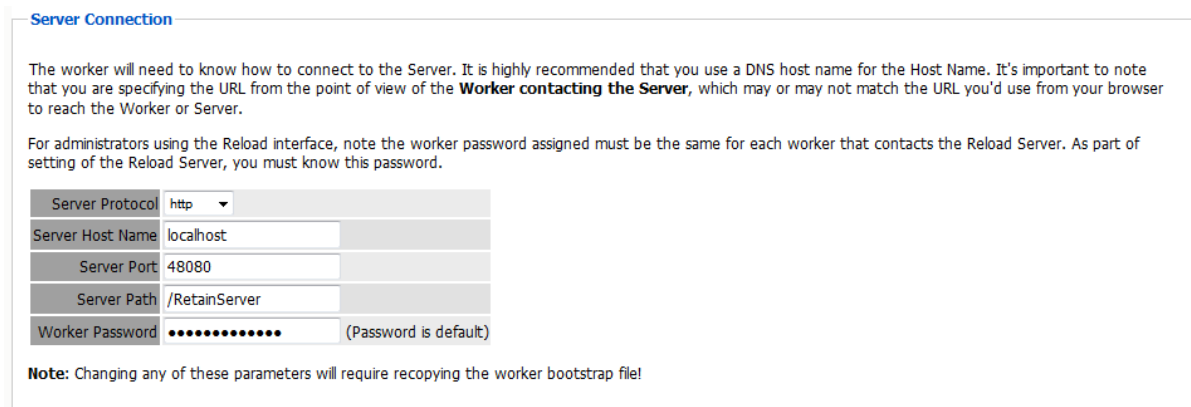 Server Connection
The worker will need to know how to connect to the Server. It is highly recommended that you use a DNS host name for the Host Name. It's important to note
that you are specifying the URL from the point of view of the Worker contacting the Server, which may or may not match the URL you'd use from your browser
to reach the Worker or Server.
For administrators using the Reload interface, note the worker password assigned must be the same for each worker that contacts the Reload Server. As part of
setting of the Reload Server, you must know this password.
Server Protocol http
Server Host Name localhost
Server Port 48080
Server Path /RetainServer
Worker Password ••••••••••••• (Password is default)
Note: Changing any of these parameters will require recopying the worker bootstrap file!